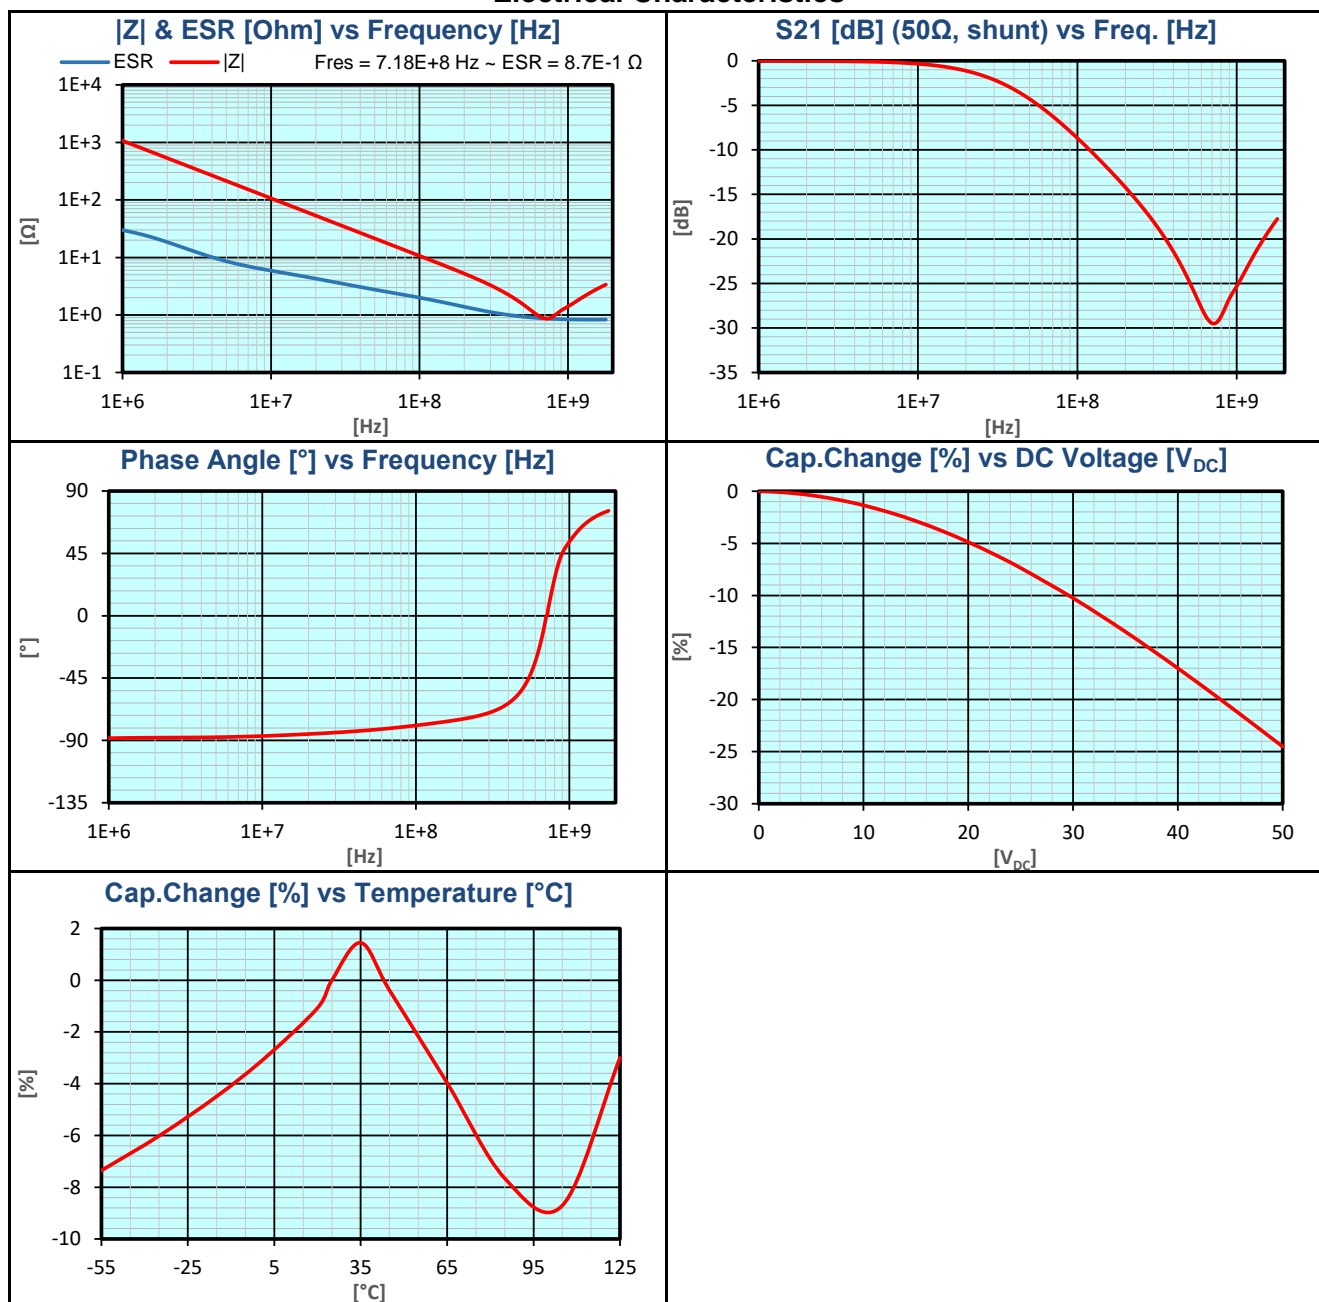 Electrical Characteristics
|Z| & ESR [Ohm] vs Frequency [Hz]
ESR |Z| Fres = 7.18E+8 Hz ~ ESR = 8.7E-1 Ω
1E+4
1E+3
1E+2
1E+1
1E+0
1E-1
[Ω]
1E+6 1E+7 1E+8 1E+9
[Hz]
S21 [dB] (50Ω, shunt) vs Freq. [Hz]
0
-5
-10
-15
-20
-25
-30
-35
[dB]
1E+6 1E+7 1E+8 1E+9
[Hz]
Phase Angle [°] vs Frequency [Hz]
90
45
0
-45
-90
-135
[°]
1E+6 1E+7 1E+8 1E+9
[Hz]
Cap.Change [%] vs DC Voltage [VDC]
0
-5
-10
-15
-20
-25
-30
[%]
0 10 20 30 40 50
[VDC]
Cap.Change [%] vs Temperature [°C]
2
0
-2
-4
-6
-8
-10
[%]
-55 -25 5 35 65 95 125
[°C]